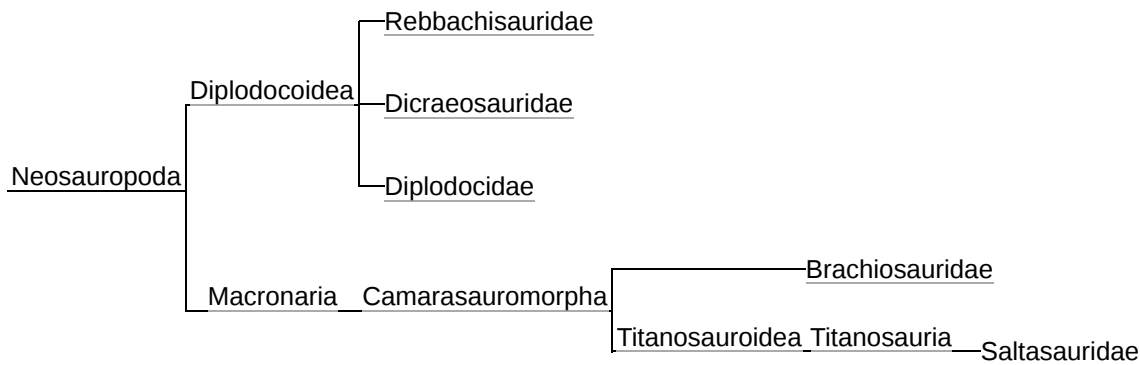 Rebbachisauridae
Diplodocoidea
Dicraeosauridae
Neosauropoda
Diplodocidae
Brachiosauridae
Macronaria Camarasauromorpha
Titanosauroidea Titanosauria
Saltasauridae